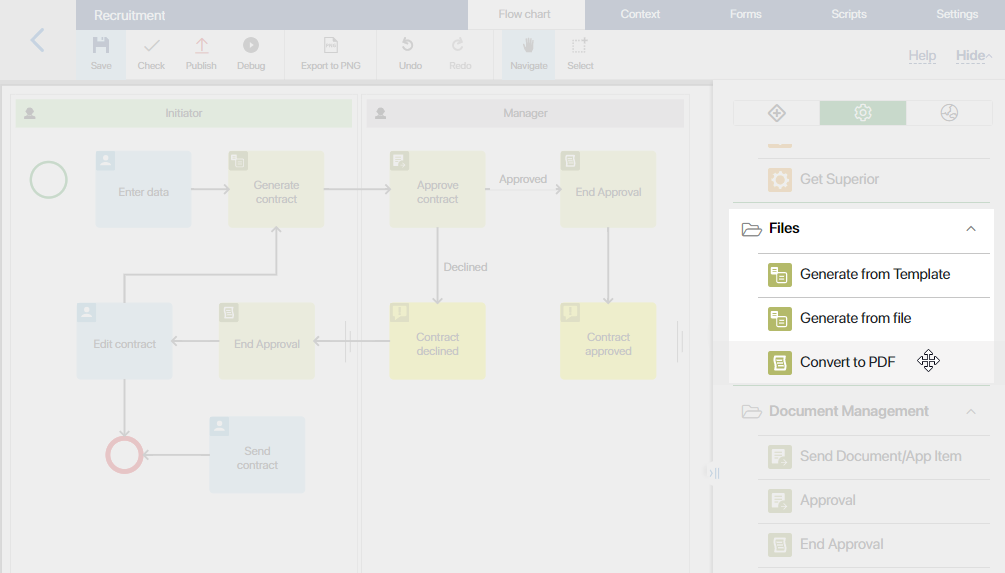 Recruitment
Flow chart
Context
Forms
Scripts
Settings
Save
Check
Publish
Debug
Export to PNG
Undo
Redo
Navigate
Select
Help
Hide
Initiator
Manager
Enter data
Generate
contract
Approve
contract
Approved
End Approval
Declined
Edit contract
End Approval
Contract
declined
Contract
approved
Send
contract
Get Superior
Files
Generate from Template
Generate from file
Convert to PDF
Document Management
Send Document/App Item
Approval
End Approval